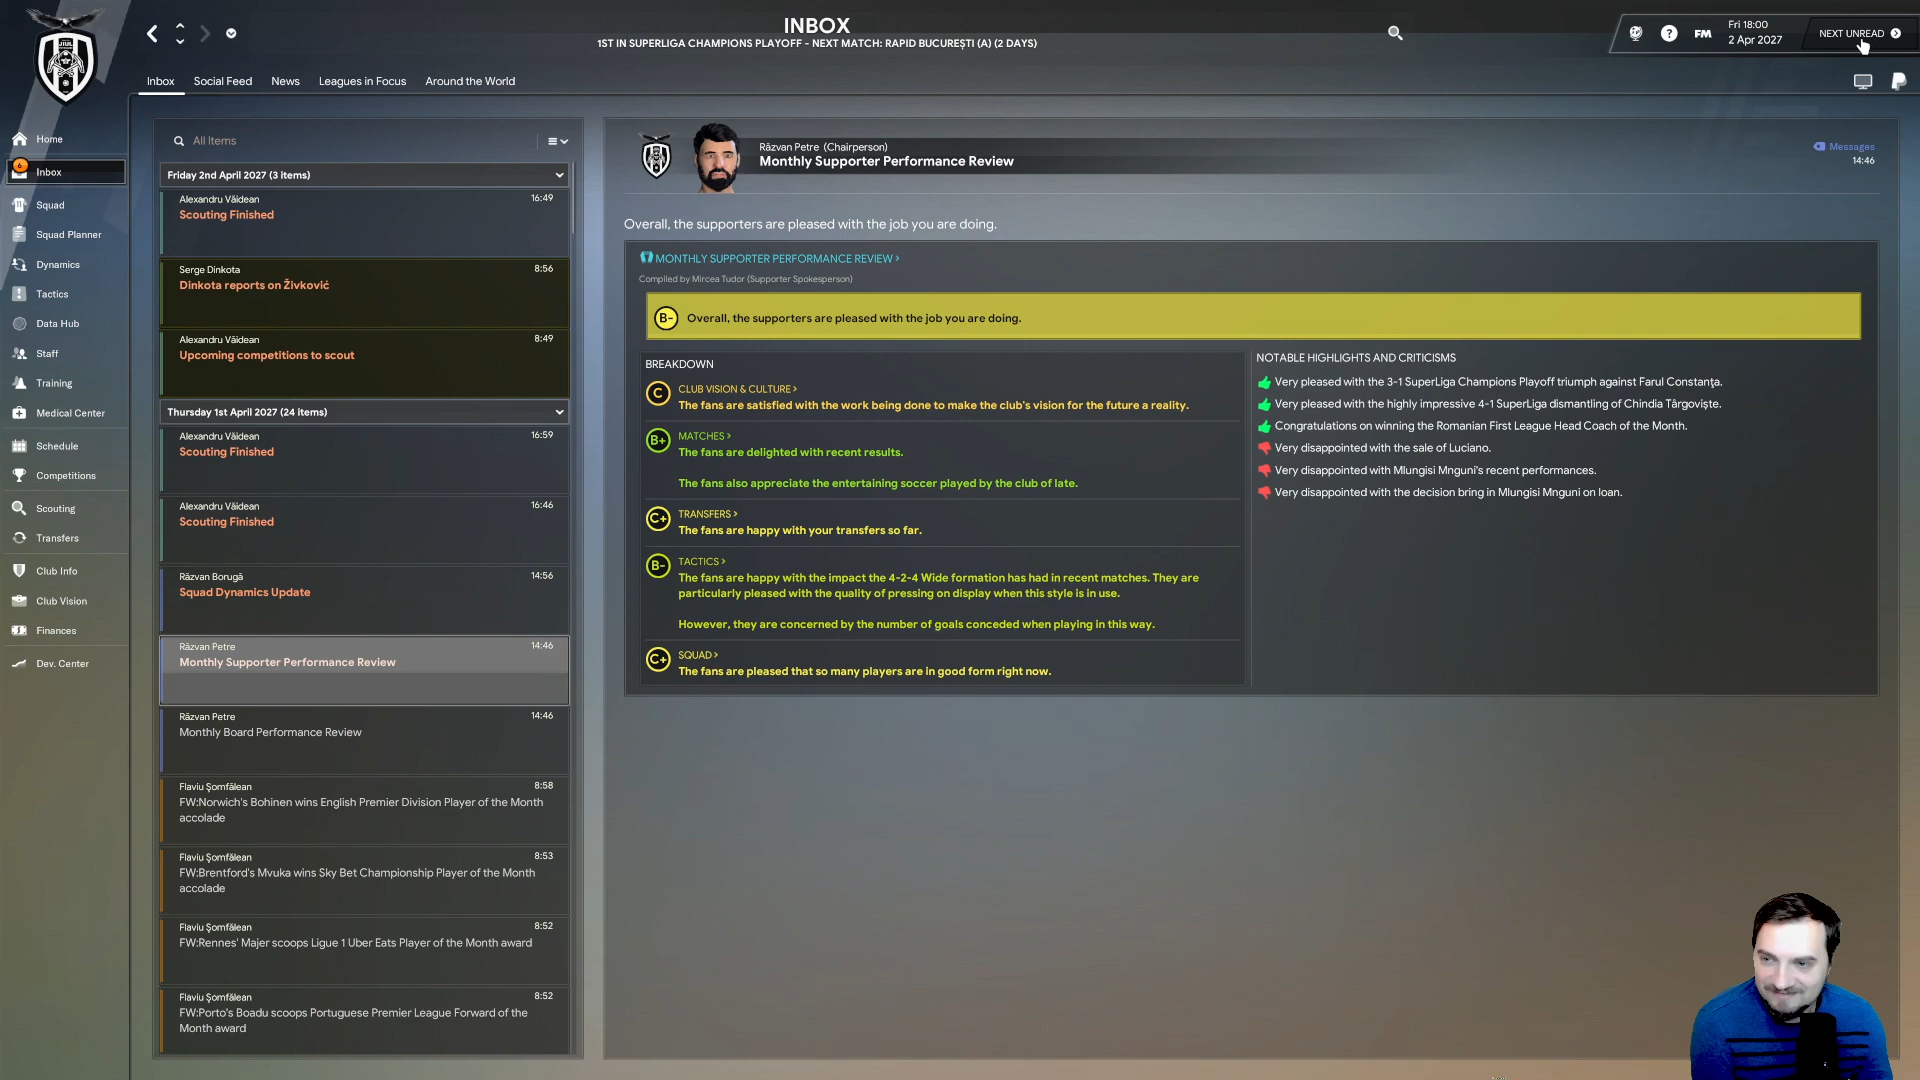 INBOX
1ST IN SUPERLIGA CHAMPIONS PLAYOFF - NEXT MATCH: RAPID BUCUREȘTI (A) (2 DAYS)
FM
Fri 18:00
2 Apr 2027
NEXT UNREAD
Inbox
Social Feed
News
Leagues in Focus
Around the World
Home
6
Inbox
Squad
Squad Planner
Dynamics
Tactics
Data Hub
Staff
Training
Medical Center
Schedule
Competitions
Scouting
Transfers
Club Info
Club Vision
Finances
Dev. Center
All Items
Friday 2nd April 2027 (3 items)
Alexandru Văidean 16:49
Scouting Finished
Serge Dinkota 8:56
Dinkota reports on Živković
Alexandru Văidean 8:49
Upcoming competitions to scout
Thursday 1st April 2027 (24 items)
Alexandru Văidean 16:59
Scouting Finished
Alexandru Văidean 16:46
Scouting Finished
Răzvan Borugă 14:56
Squad Dynamics Update
Răzvan Petre 14:46
Monthly Supporter Performance Review
Răzvan Petre 14:46
Monthly Board Performance Review
Flaviu Șomfălean 8:58
FW:Norwich's Bohinen wins English Premier Division Player of the Month
accolade
Flaviu Șomfălean 8:53
FW:Brentford's Mvuka wins Sky Bet Championship Player of the Month
accolade
Flaviu Șomfălean 8:52
FW:Rennes' Majer scoops Ligue 1 Uber Eats Player of the Month award
Flaviu Șomfălean 8:52
FW:Porto's Boadu scoops Portuguese Premier League Forward of the
Month award
Răzvan Petre (Chairperson)
Monthly Supporter Performance Review
Messages
14:46
Overall, the supporters are pleased with the job you are doing.
MONTHLY SUPPORTER PERFORMANCE REVIEW >
Compiled by Mircea Tudor (Supporter Spokesperson)
B- Overall, the supporters are pleased with the job you are doing.
BREAKDOWN
C CLUB VISION & CULTURE >
The fans are satisfied with the work being done to make the club's vision for the future a reality.
B+ MATCHES >
The fans are delighted with recent results.
The fans also appreciate the entertaining soccer played by the club of late.
C+ TRANSFERS >
The fans are happy with your transfers so far.
B- TACTICS >
The fans are happy with the impact the 4-2-4 Wide formation has had in recent matches. They are
particularly pleased with the quality of pressing on display when this style is in use.
However, they are concerned by the number of goals conceded when playing in this way.
C+ SQUAD >
The fans are pleased that so many players are in good form right now.
NOTABLE HIGHLIGHTS AND CRITICISMS
Very pleased with the 3-1 SuperLiga Champions Playoff triumph against Farul Constanța.
Very pleased with the highly impressive 4-1 SuperLiga dismantling of Chindia Târgoviște.
Congratulations on winning the Romanian First League Head Coach of the Month.
Very disappointed with the sale of Luciano.
Very disappointed with Mlungisi Mnguni's recent performances.
Very disappointed with the decision bring in Mlungisi Mnguni on loan.